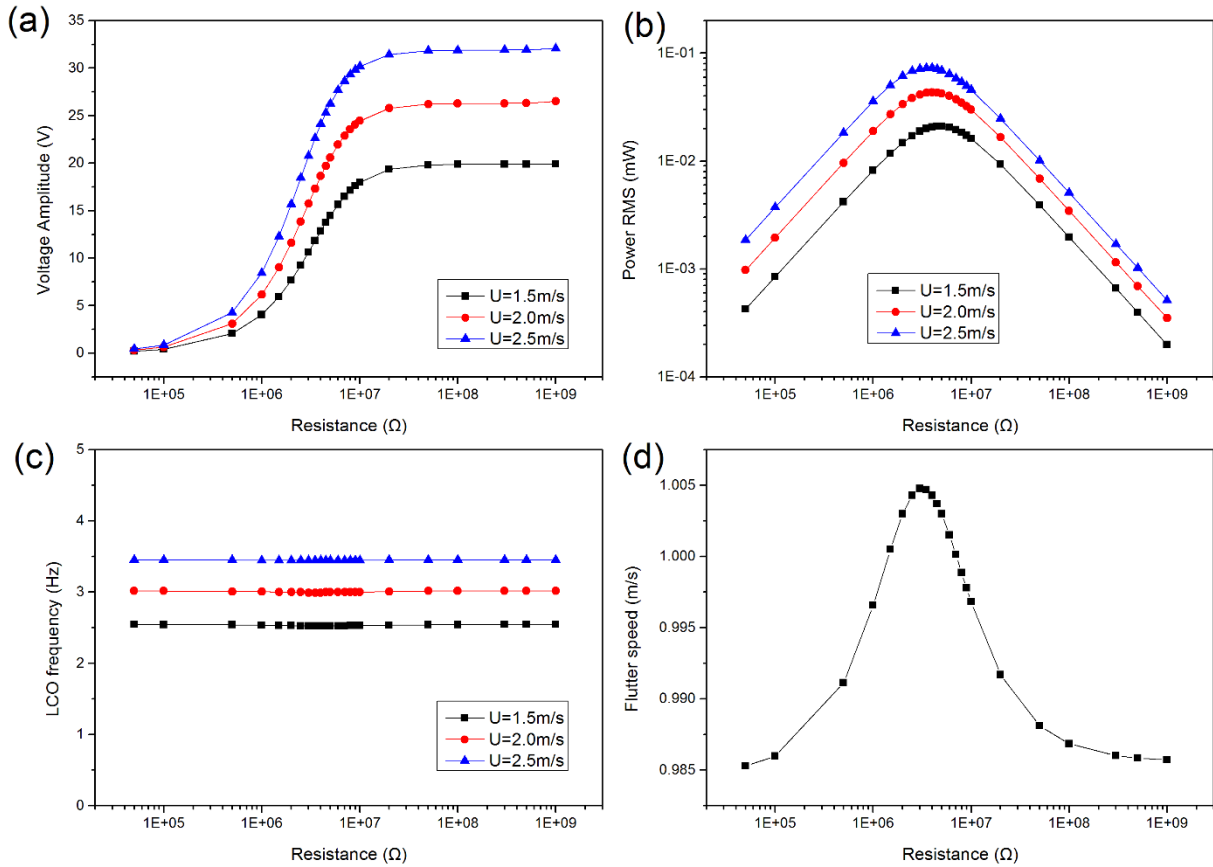 (a)
35
30
25
20
15
10
5
0
Voltage Amplitude (V)
U=1.5m/s
U=2.0m/s
U=2.5m/s
1E+05 1E+06 1E+07 1E+08 1E+09
Resistance (Ω)
(b)
1E-01
1E-02
1E-03
1E-04
Power RMS (mW)
U=1.5m/s
U=2.0m/s
U=2.5m/s
1E+05 1E+06 1E+07 1E+08 1E+09
Resistance (Ω)
(c)
5
4
3
2
1
0
LCO frequency (Hz)
U=1.5m/s
U=2.0m/s
U=2.5m/s
1E+05 1E+06 1E+07 1E+08 1E+09
Resistance (Ω)
(d)
1.005
1.000
0.995
0.990
0.985
Flutter speed (m/s)
1E+05 1E+06 1E+07 1E+08 1E+09
Resistance (Ω)